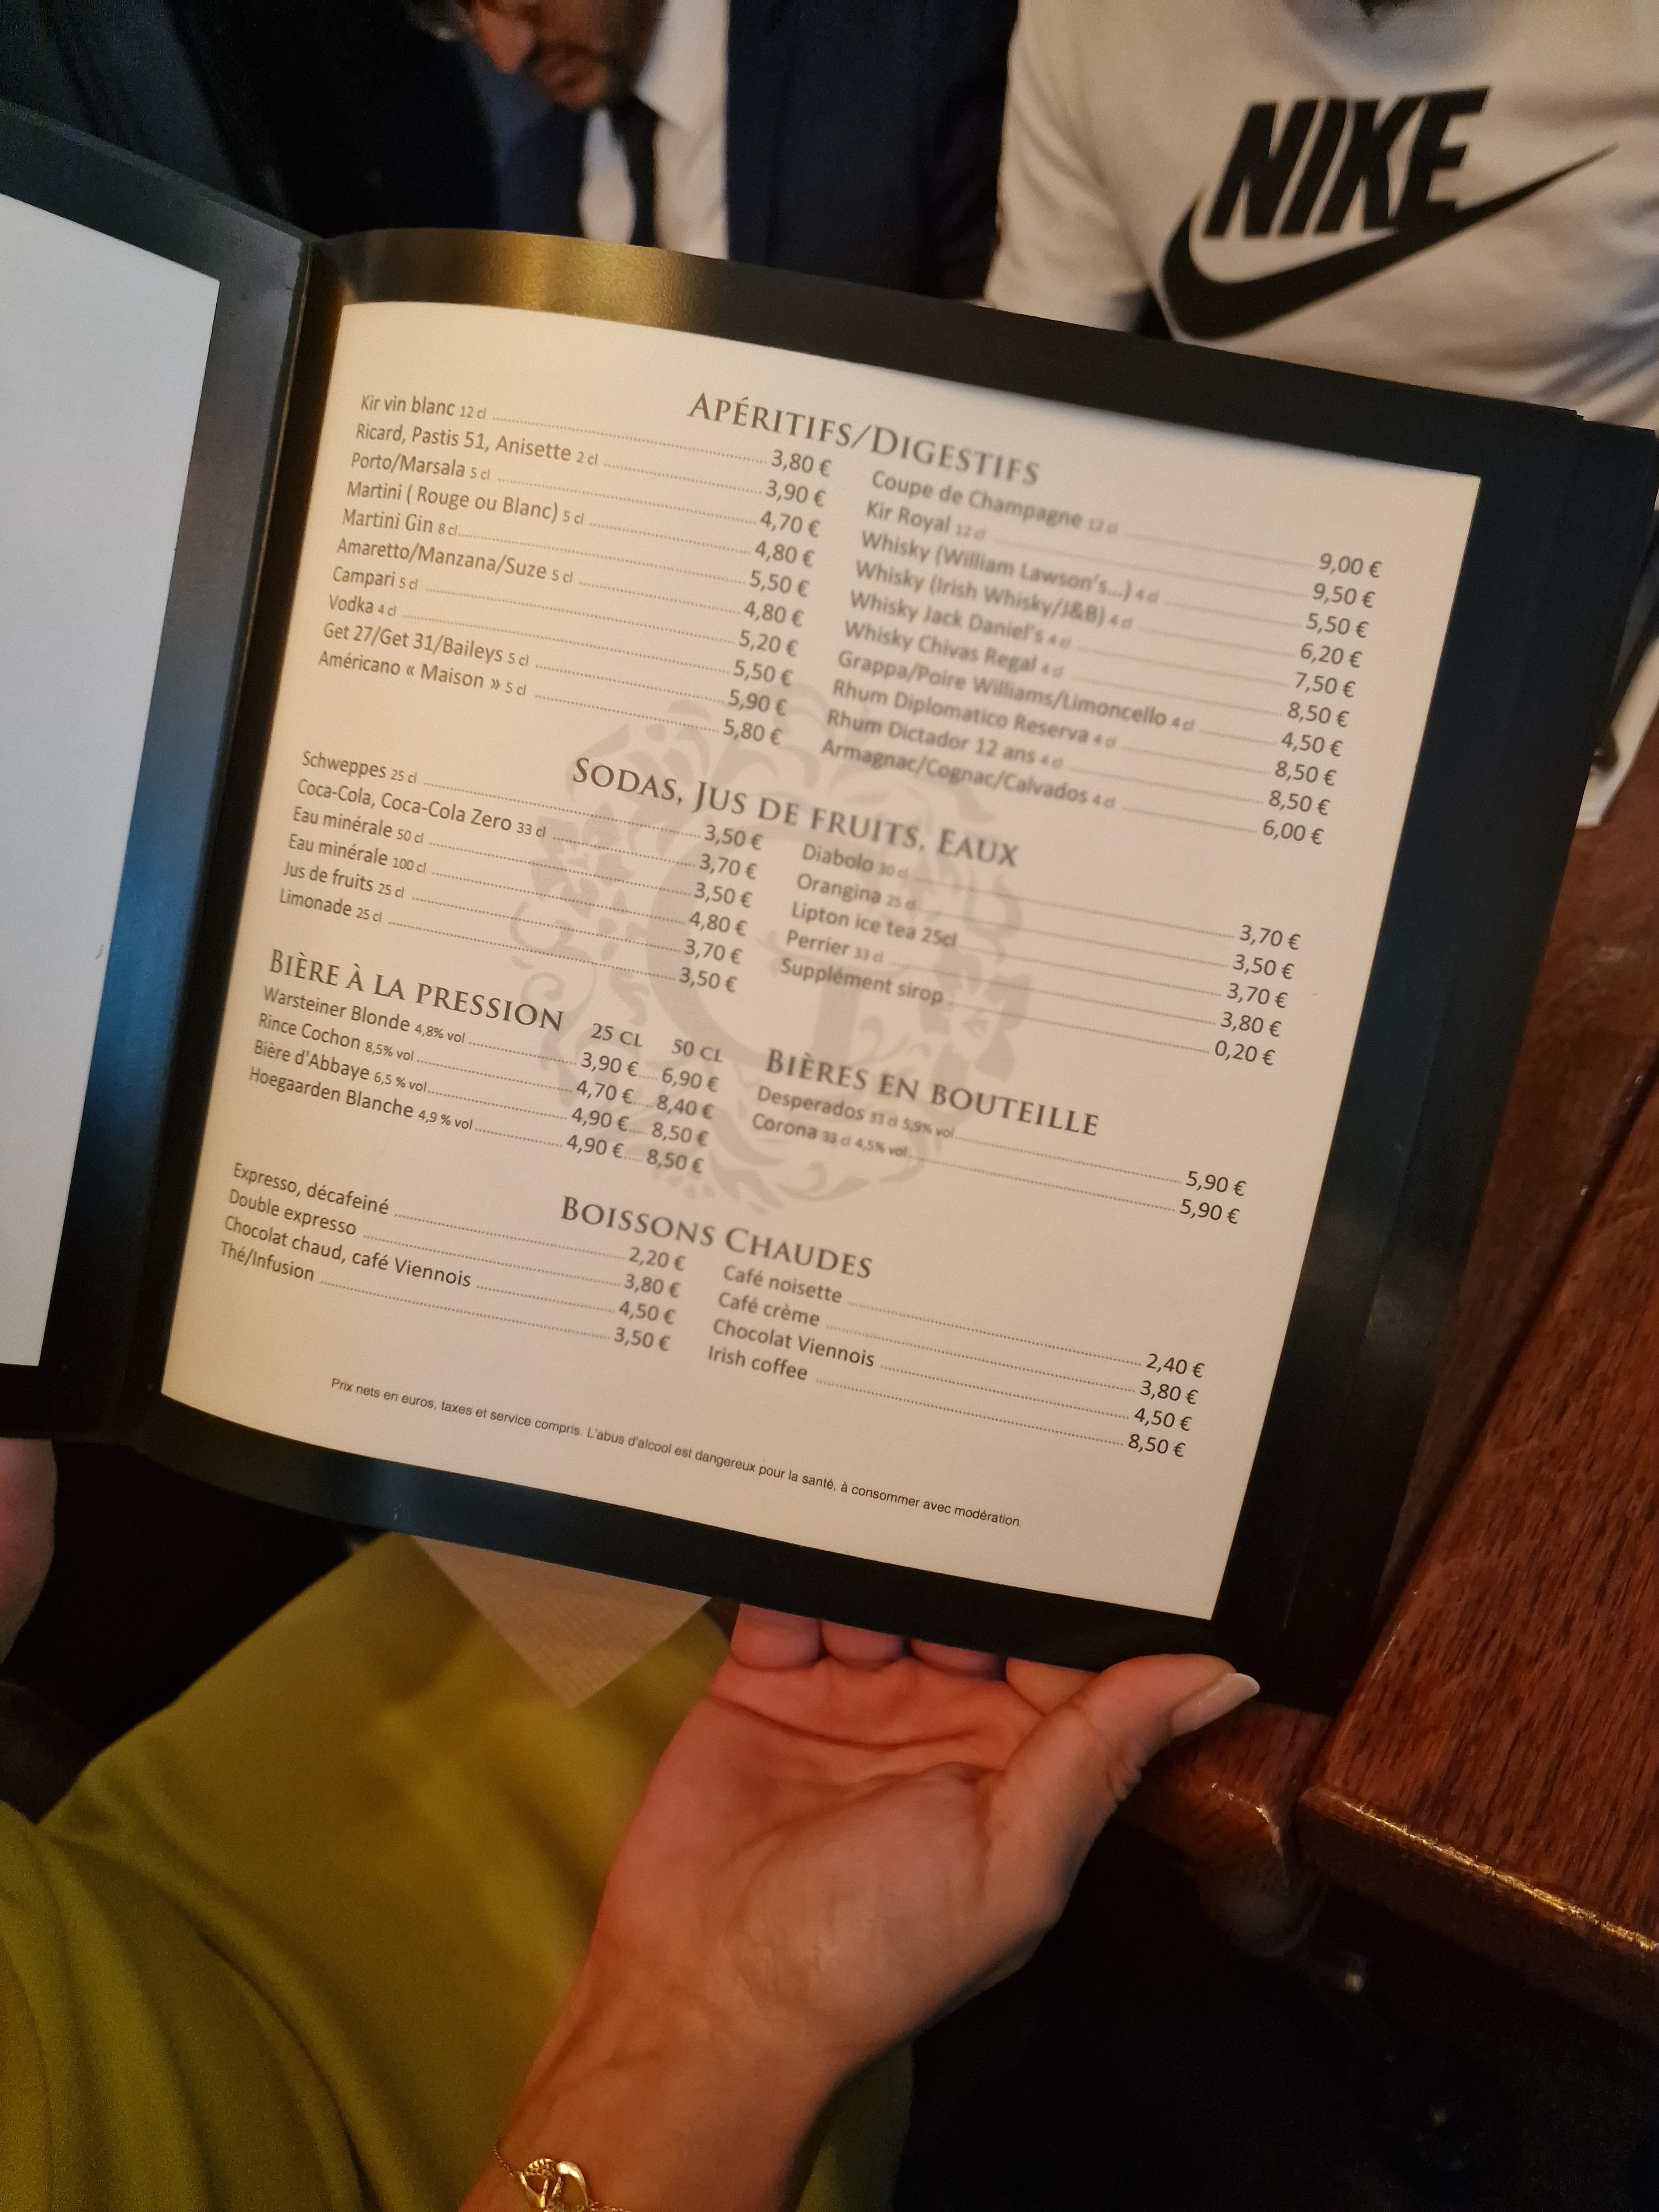 NIKE
APÉRITIFS/DIGESTIFS
Kir vin blanc 12 cl 3,80 €
Ricard, Pastis 51, Anisette 2 cl 3,90 €
Porto/Marsala 5 cl 4,70 €
Martini ( Rouge ou Blanc) 5 cl 4,80 €
Martini Gin 8 cl 5,50 €
Amaretto/Manzana/Suze 5 cl 4,80 €
Campari 5 cl 5,20 €
Vodka 4 cl 5,50 €
Get 27/Get 31/Baileys 5 cl 5,90 €
Américano « Maison » 5 cl 5,80 €
Coupe de Champagne 12 cl 9,00 €
Kir Royal 12 cl 9,50 €
Whisky (William Lawson's...) 4 cl 5,50 €
Whisky (Irish Whisky/J&B) 4 cl 6,20 €
Whisky Jack Daniel's 4 cl 7,50 €
Whisky Chivas Regal 4 cl 8,50 €
Grappa/Poire Williams/Limoncello 4 cl 4,50 €
Rhum Diplomatico Reserva 4 cl 8,50 €
Rhum Dictador 12 ans 4 cl 8,50 €
Armagnac/Cognac/Calvados 4 cl 6,00 €
SODAS, JUS DE FRUITS, EAUX
Schweppes 25 cl 3,50 €
Coca-Cola, Coca-Cola Zero 33 cl 3,70 €
Eau minérale 50 cl 3,50 €
Eau minérale 100 cl 4,80 €
Jus de fruits 25 cl 3,70 €
Limonade 25 cl 3,50 €
Diabolo 30 cl 3,70 €
Orangina 25 cl 3,50 €
Lipton ice tea 25cl 3,70 €
Perrier 33 cl 3,80 €
Supplément sirop 0,20 €
BIÈRE À LA PRESSION 25 CL 50 CL
Warsteiner Blonde 4,8% vol 3,90 € 6,90 €
Rince Cochon 8,5% vol 4,70 € 8,40 €
Bière d'Abbaye 6,5 % vol 4,90 € 8,50 €
Hoegaarden Blanche 4,9 % vol 4,90 € 8,50 €
BIÈRES EN BOUTEILLE
Desperados 33 cl 5,9% vol 5,90 €
Corona 33 cl 4,5% vol 5,90 €
BOISSONS CHAUDES
Expresso, décafeiné 2,20 €
Double expresso 3,80 €
Chocolat chaud, café Viennois 4,50 €
Thé/Infusion 3,50 €
Café noisette 2,40 €
Café crème 3,80 €
Chocolat Viennois 4,50 €
Irish coffee 8,50 €
Prix nets en euros, taxes et service compris. L'abus d'alcool est dangereux pour la santé, à consommer avec modération.